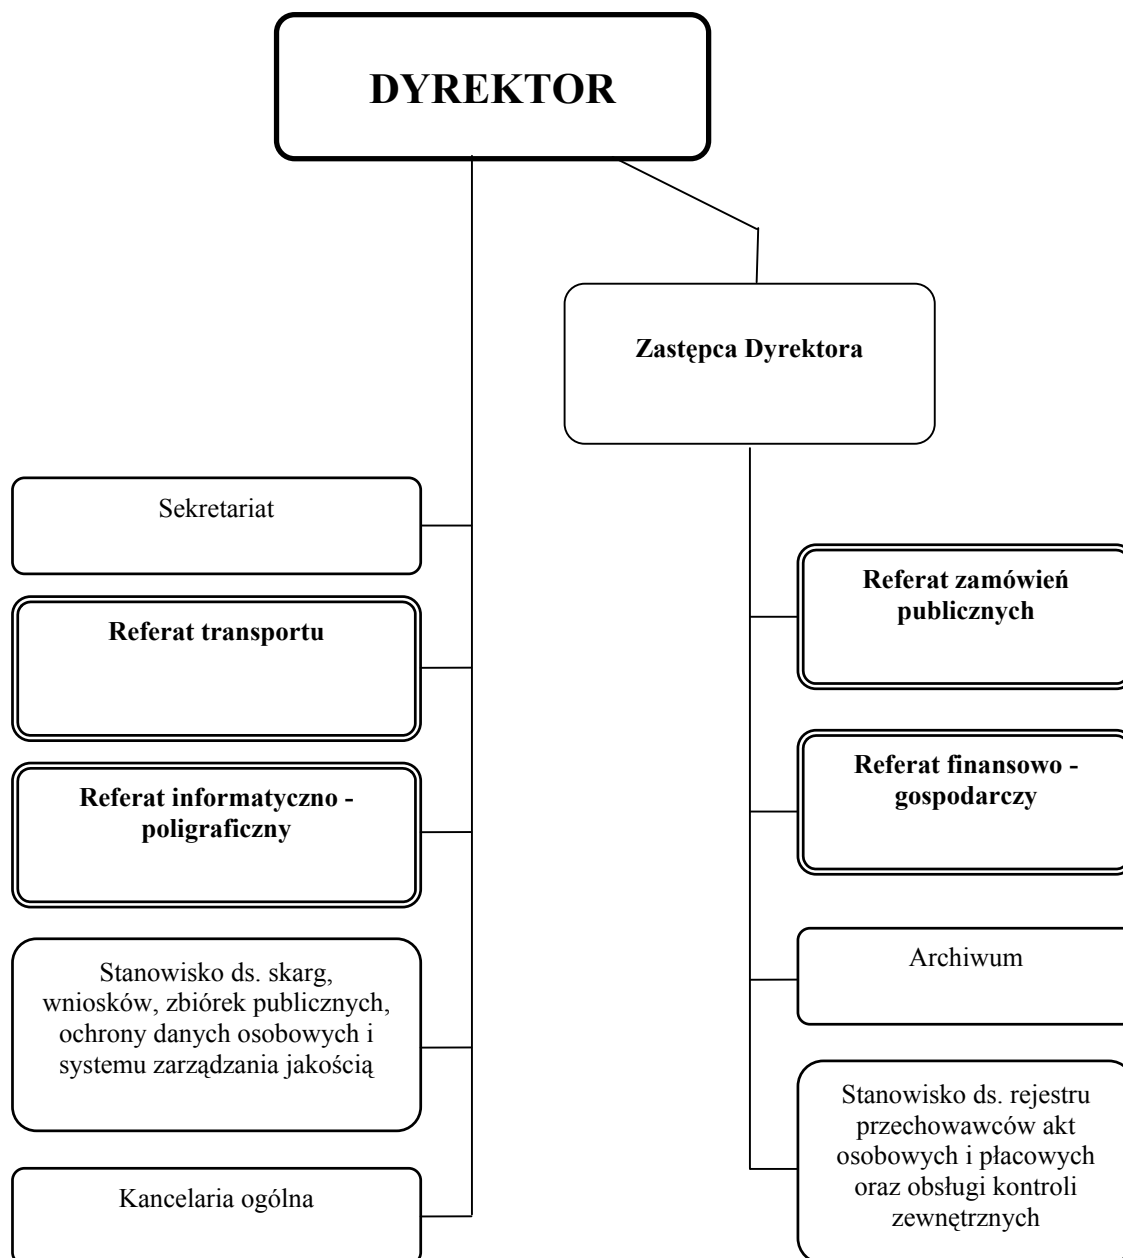 DYREKTOR
Zastępca Dyrektora
Sekretariat
Referat transportu
Referat informatyczno -
poligraficzny
Stanowisko ds. skarg,
wniosków, zbiórek publicznych,
ochrony danych osobowych i
systemu zarządzania jakością
Kancelaria ogólna
Referat zamówień
publicznych
Referat finansowo -
gospodarczy
Archiwum
Stanowisko ds. rejestru
przechowawców akt
osobowych i płacowych
oraz obsługi kontroli
zewnętrznych